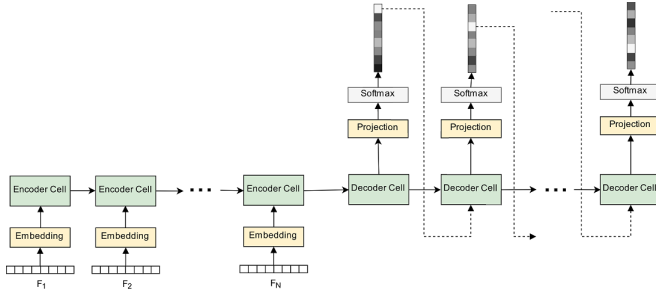 Softmax
Softmax
Softmax
Projection
Projection
Projection
Encoder Cell
Encoder Cell
Encoder Cell
Decoder Cell
Decoder Cell
Decoder Cell
Embedding
Embedding
Embedding
F1
F2
FN